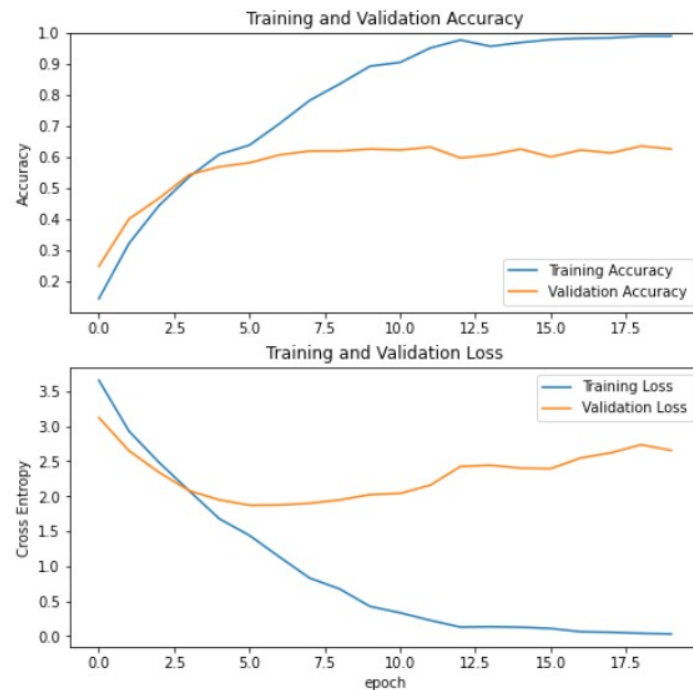 Training and Validation Accuracy
1.0
0.9
0.8
0.7
0.6
0.5
0.4
0.3
0.2
Accuracy
Training Accuracy
Validation Accuracy
0.0 2.5 5.0 7.5 10.0 12.5 15.0 17.5
Training and Validation Loss
3.5
3.0
2.5
2.0
1.5
1.0
0.5
0.0
Cross Entropy
Training Loss
Validation Loss
0.0 2.5 5.0 7.5 10.0 12.5 15.0 17.5
epoch